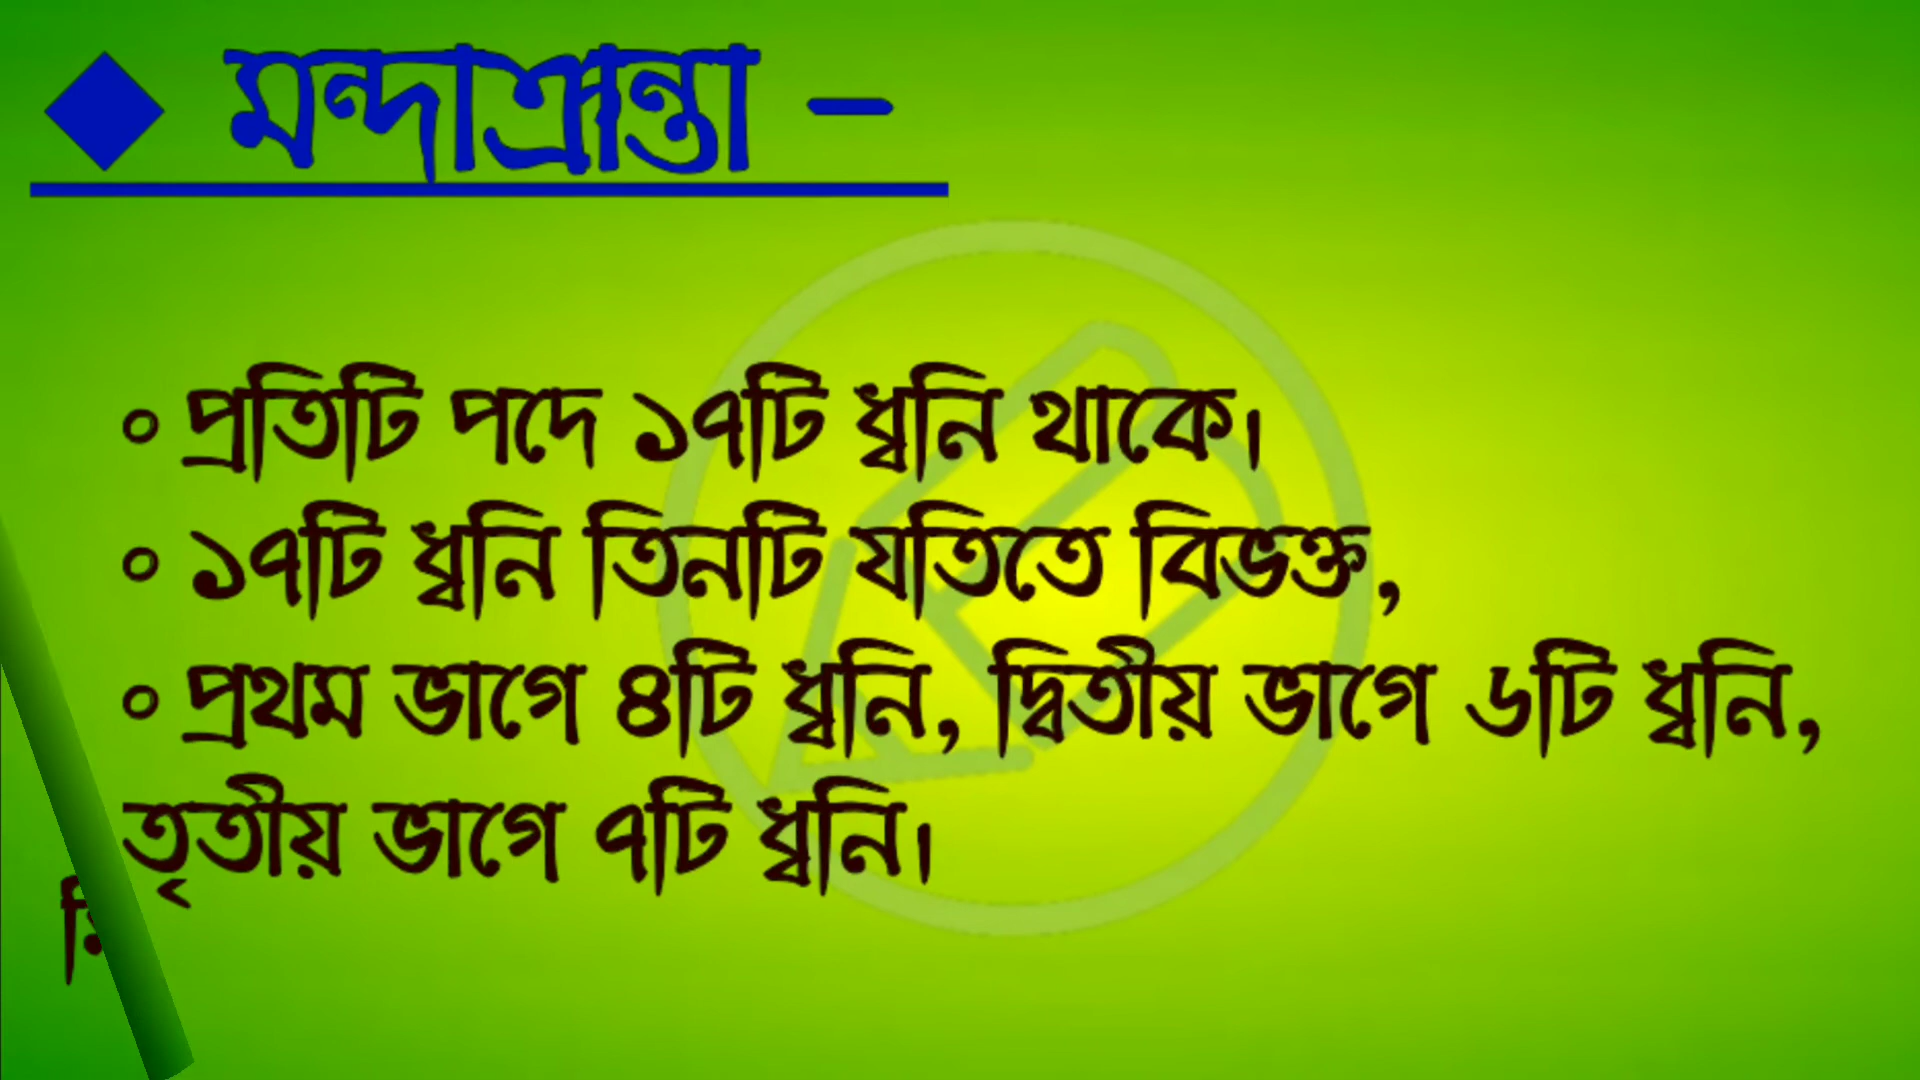 ◆ মন্দাক্রান্তা –
° প্রতিটি পদে ১৭টি ধ্বনি থাকে।
° ১৭টি ধ্বনি তিনটি যতিতে বিভক্ত,
° প্রথম ভাগে ৪টি ধ্বনি, দ্বিতীয় ভাগে ৬টি ধ্বনি,
তৃতীয় ভাগে ৭টি ধ্বনি।